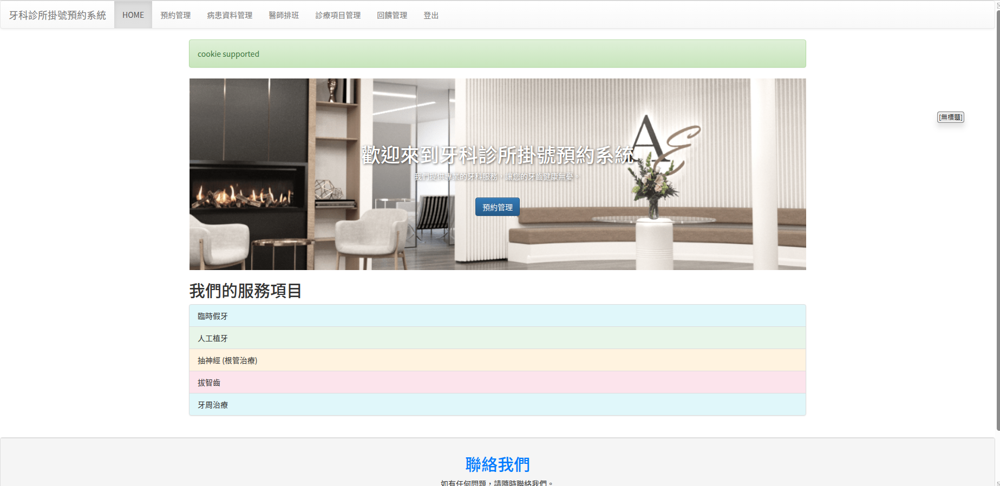 牙科診所掛號預約系統 HOME 預約管理 病患資料管理 醫師排班 診療項目管理 回饋管理 登出
cookie supported
[無標題]
AE
歡迎來到牙科診所掛號預約系統
我們提供專業的牙科服務，讓您的牙齒健康無憂。
預約管理
我們的服務項目
臨時假牙
人工植牙
抽神經 (根管治療)
拔智齒
牙周治療
聯絡我們
如有任何問題，請隨時聯絡我們。